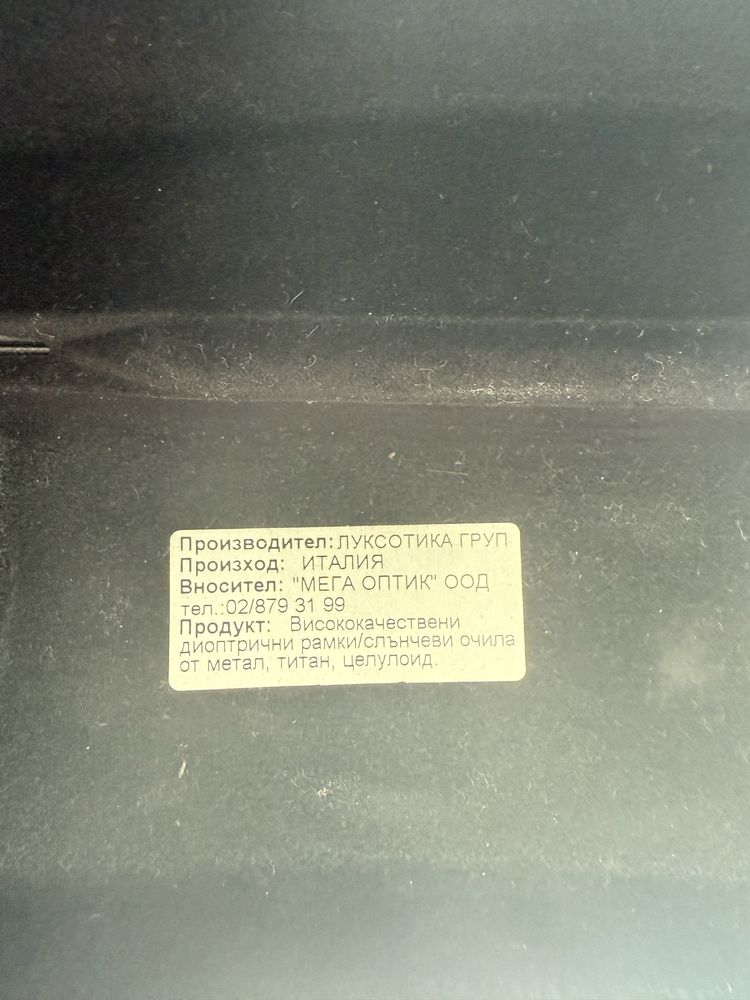 Производител: ЛУКСОТИКА ГРУП
Произход: ИТАЛИЯ
Вносител: "МЕГА ОПТИК" ООД
тел.:02/879 31 99
Продукт: Висококачествени
диоптрични рамки/слънчеви очила
от метал, титан, целулоид.